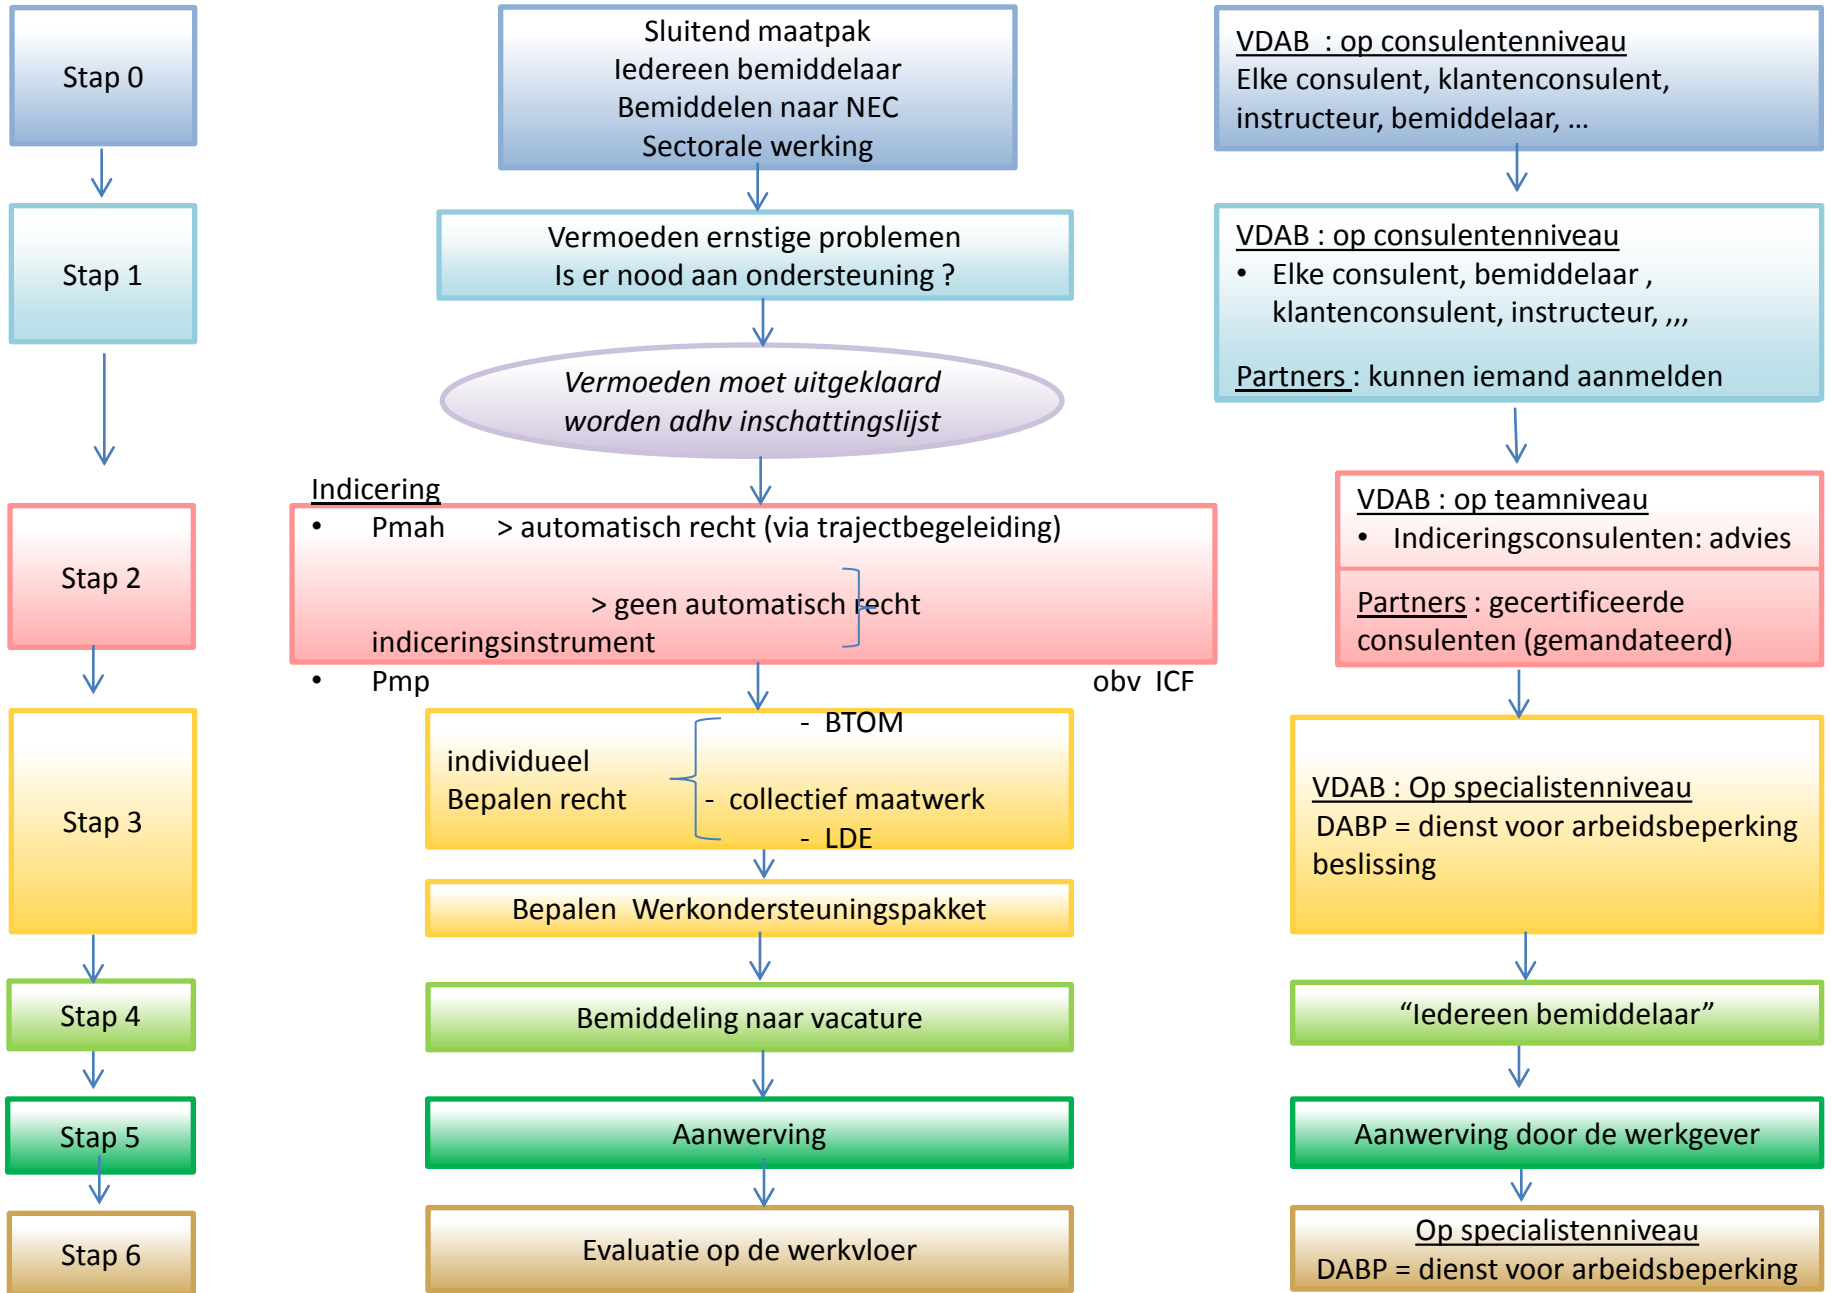 Stap 0
Sluitend maatpak
Iedereen bemiddelaar
Bemiddelen naar NEC
Sectorale werking
VDAB : op consulentenniveau
Elke consulent, klantenconsulent,
instructeur, bemiddelaar, ...
Stap 1
Vermoeden ernstige problemen
Is er nood aan ondersteuning ?
Vermoeden moet uitgeklaard
worden adhv inschattingslijst
VDAB : op consulentenniveau
• Elke consulent, bemiddelaar ,
klantenconsulent, instructeur, ,,,
Partners : kunnen iemand aanmelden
Stap 2
Indicering
• Pmah > automatisch recht (via trajectbegeleiding)
> geen automatisch recht
indiceringsinstrument
• Pmp obv ICF
VDAB : op teamniveau
• Indiceringsconsulenten: advies
Partners : gecertificeerde
consulenten (gemandateerd)
Stap 3
- BTOM
individueel
Bepalen recht - collectief maatwerk
- LDE
Bepalen Werkondersteuningspakket
VDAB : Op specialistenniveau
DABP = dienst voor arbeidsbeperking
beslissing
Stap 4
Bemiddeling naar vacature
“Iedereen bemiddelaar”
Stap 5
Aanwerving
Aanwerving door de werkgever
Stap 6
Evaluatie op de werkvloer
Op specialistenniveau
DABP = dienst voor arbeidsbeperking